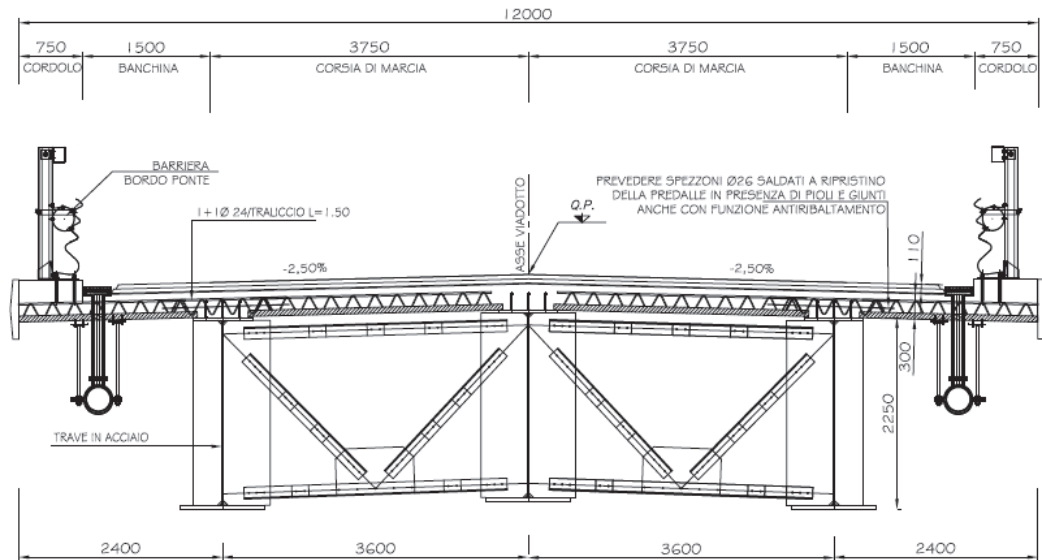 12000
750 1500 3750 3750 1500 750
CORDOLO BANCHINA CORSIA DI MARCIA CORSIA DI MARCIA BANCHINA CORDOLO
BARRIERA
BORDO PONTE
1+1Ø 24/TRALICCIO L=1.50
ASSE VIADOTTO
Q.P.
PREVEDERE SPEZZONI Ø26 SALDATI A RIPRISTINO
DELLA PREDALLE IN PRESENZA DI PIOLI E GIUNTI
ANCHE CON FUNZIONE ANTIRIBALTAMENTO
110
-2,50% -2,50%
300
2250
TRAVE IN ACCIAIO
2400 3600 3600 2400